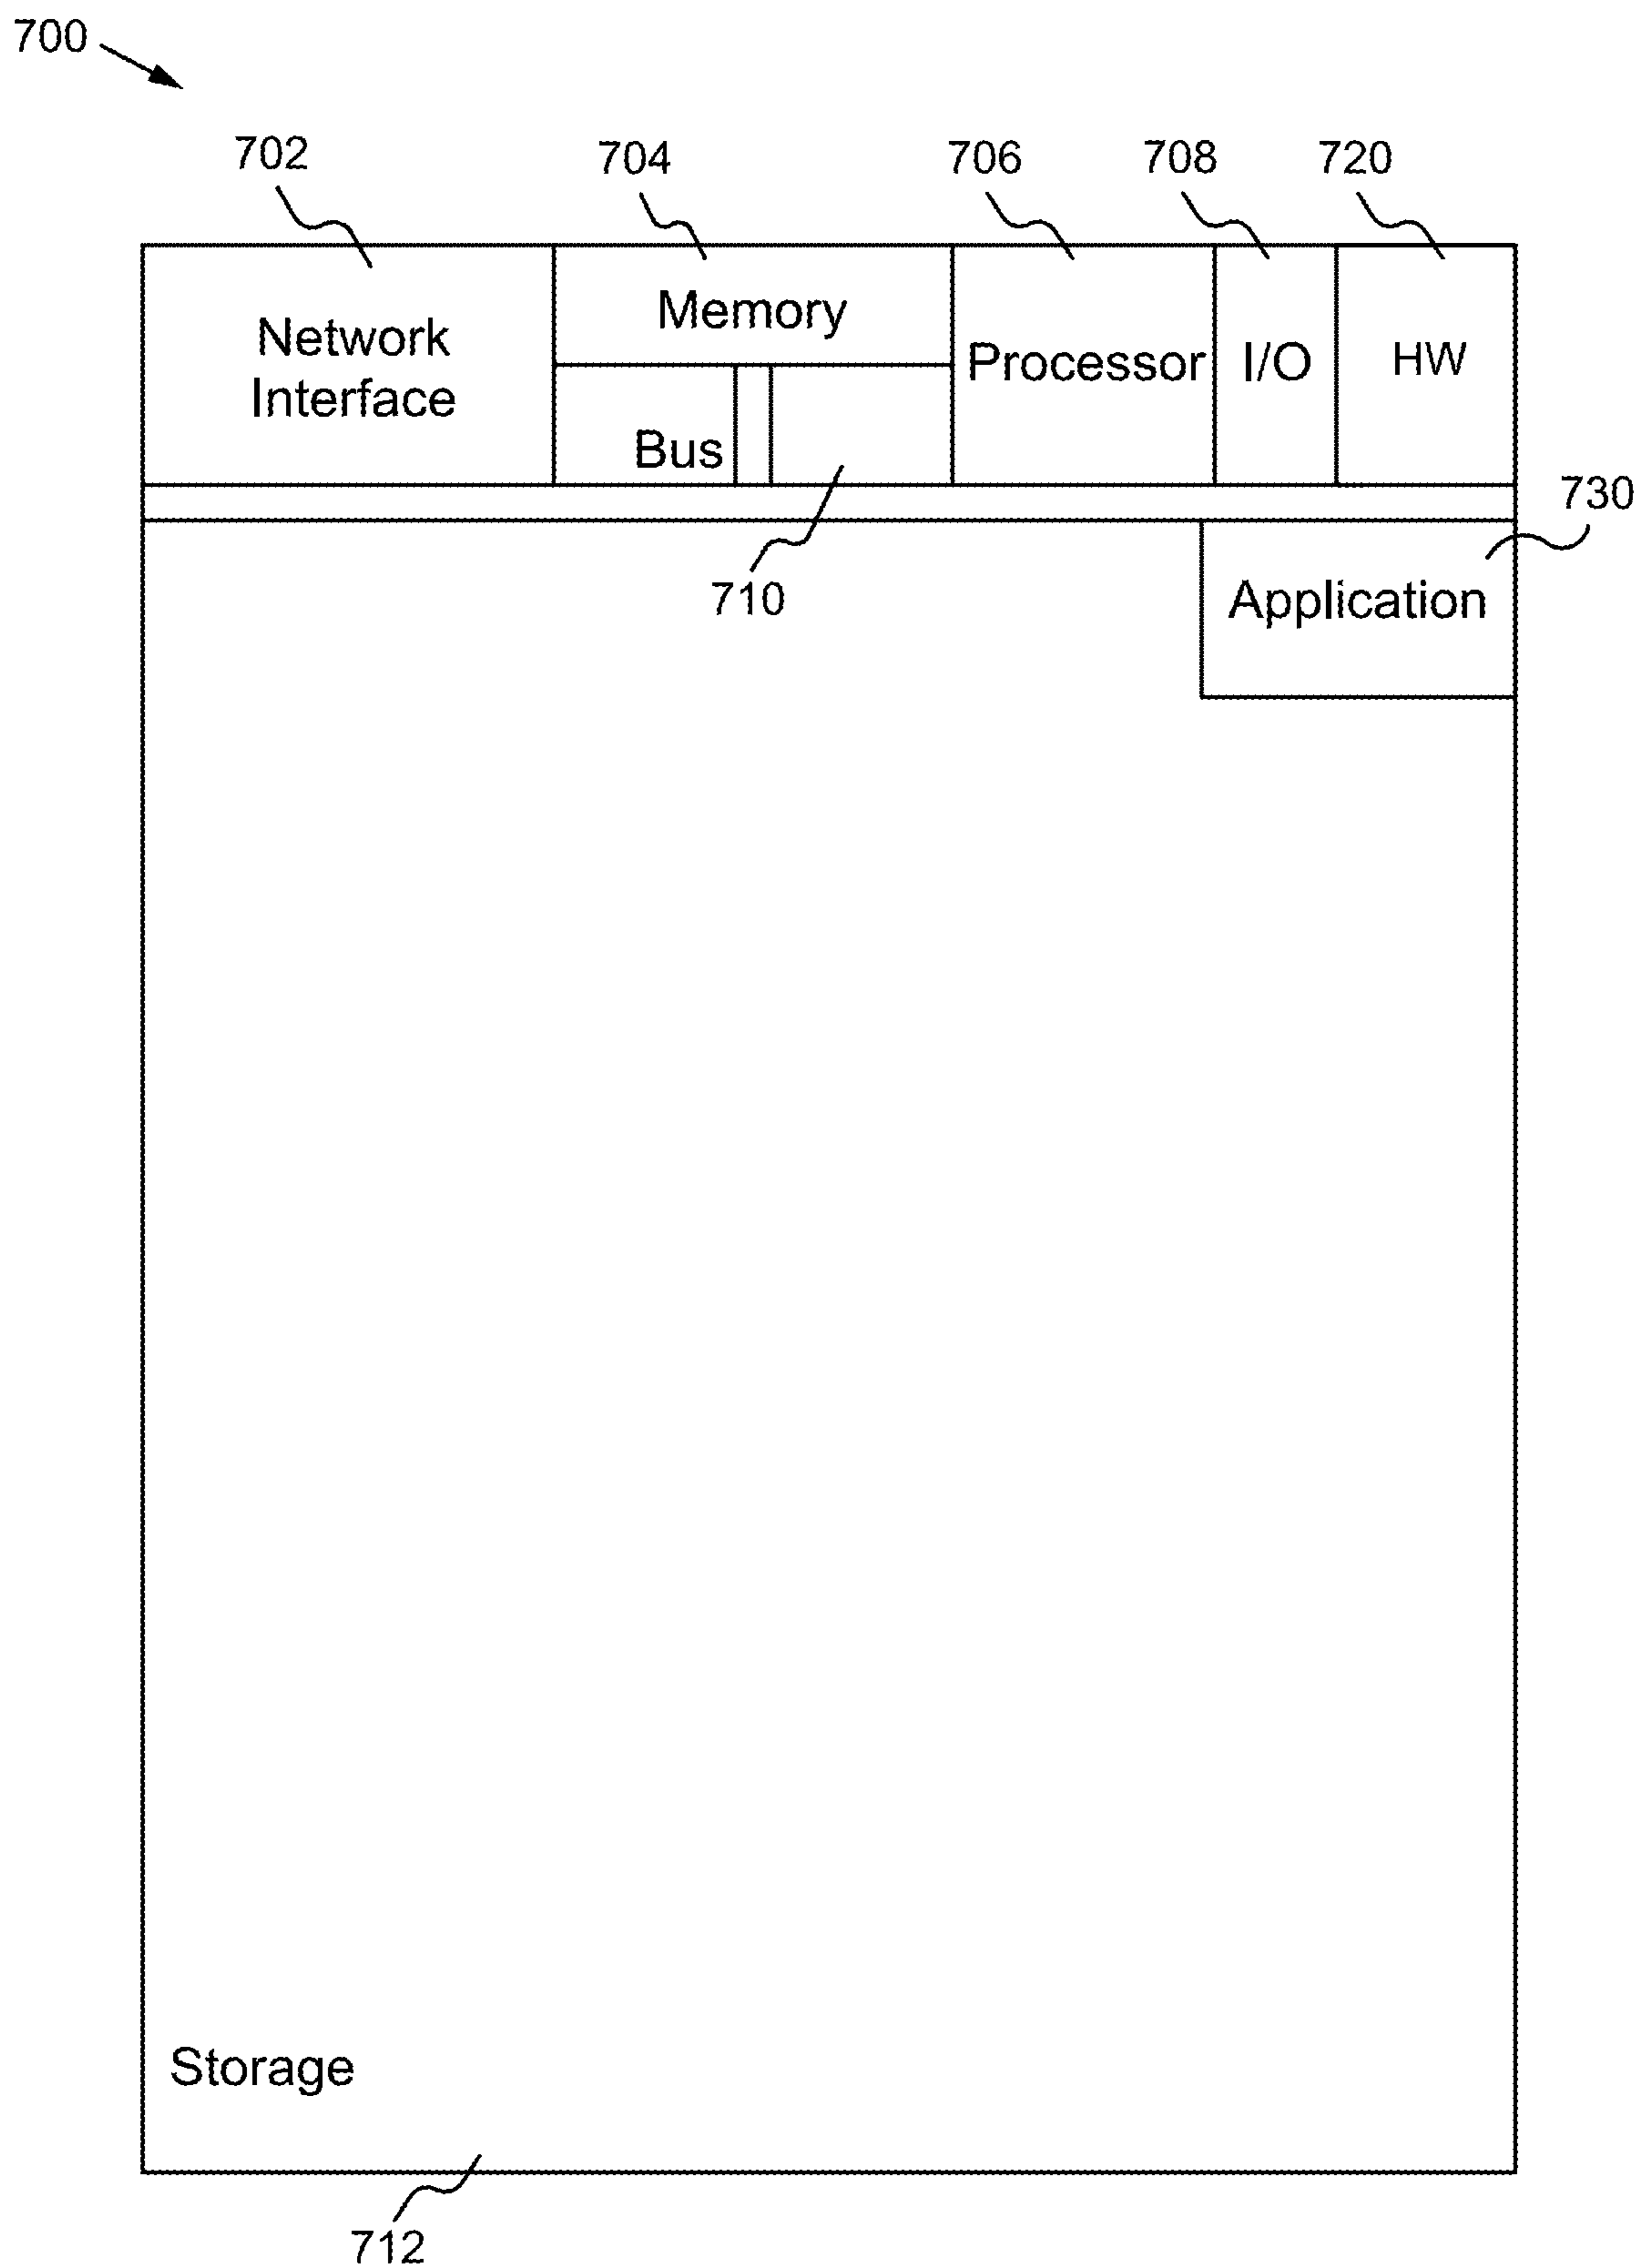 700
702
704
706
708
720
Network
Interface
Memory
Processor
I/O
HW
Bus
730
710
Application
Storage
712